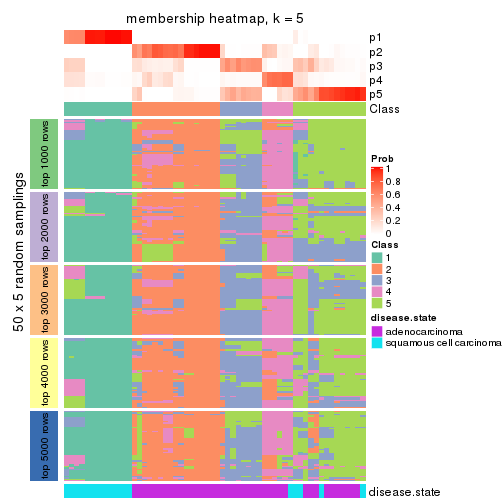 membership heatmap, k = 5
p1
p2
p3
p4
p5
Class
50 x 5 random samplings
top 1000 rows
top 2000 rows
top 3000 rows
top 4000 rows
top 5000 rows
disease.state
Prob
1
0.8
0.6
0.4
0.2
0
Class
1
2
3
4
5
disease.state
adenocarcinoma
squamous cell carcinoma